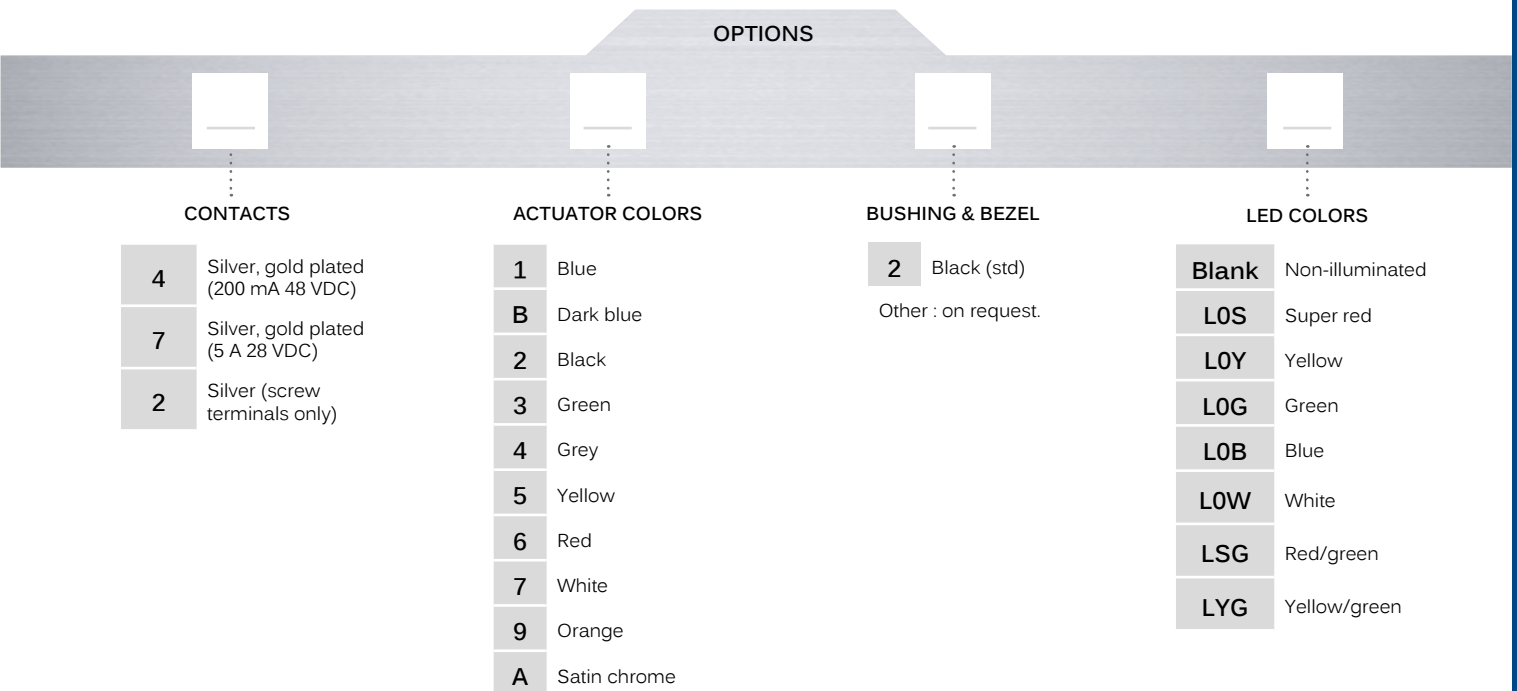 OPTIONS
CONTACTS
4 Silver, gold plated
(200 mA 48 VDC)
7 Silver, gold plated
(5 A 28 VDC)
2 Silver (screw
terminals only)
ACTUATOR COLORS
1 Blue
B Dark blue
2 Black
3 Green
4 Grey
5 Yellow
6 Red
7 White
9 Orange
A Satin chrome
BUSHING & BEZEL
2 Black (std)
Other : on request.
LED COLORS
Blank Non-illuminated
L0S Super red
L0Y Yellow
L0G Green
L0B Blue
L0W White
LSG Red/green
LYG Yellow/green